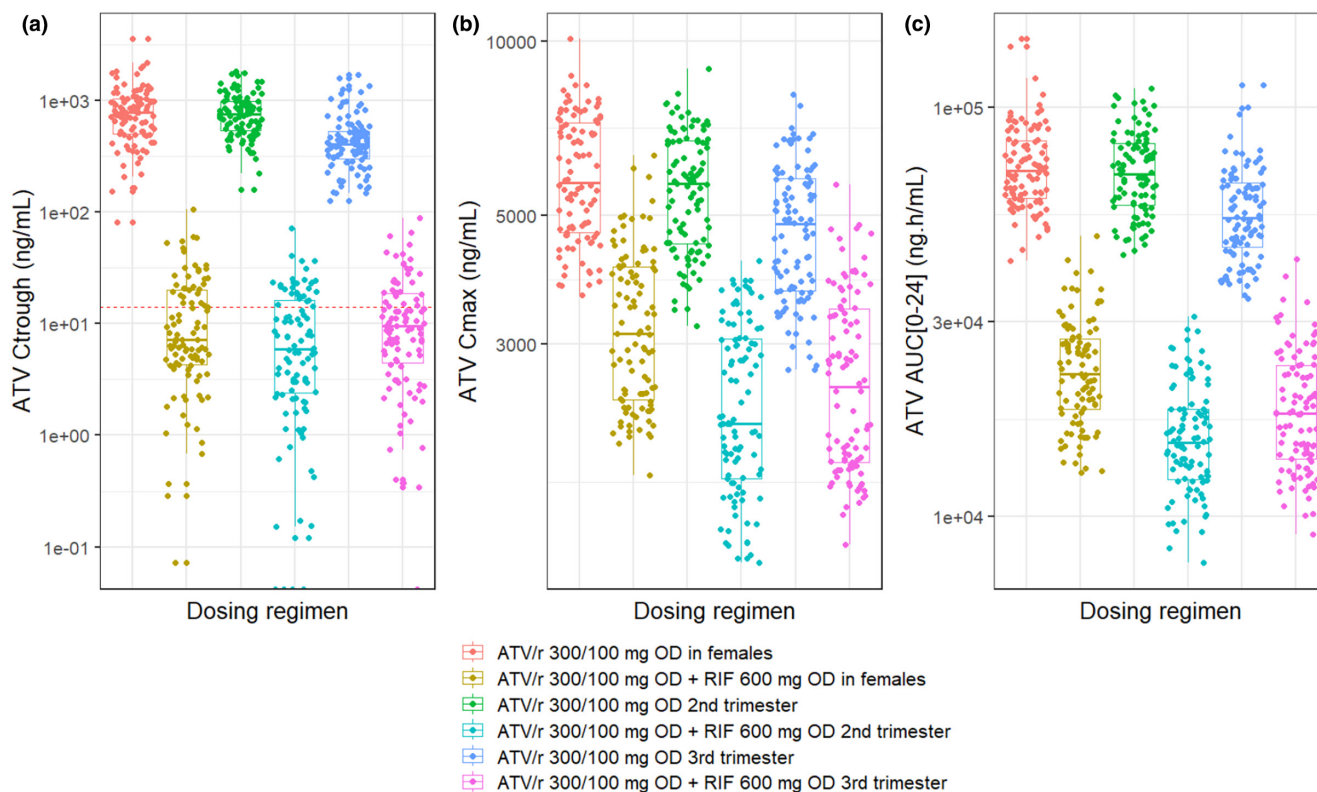 (a)
ATV Ctrough (ng/mL)
1e+03
1e+02
1e+01
1e+00
1e-01
Dosing regimen
(b)
ATV Cmax (ng/mL)
10000
5000
3000
Dosing regimen
(c)
ATV AUC[0-24] (ng.h/mL)
1e+05
3e+04
1e+04
Dosing regimen
ATV/r 300/100 mg OD in females
ATV/r 300/100 mg OD + RIF 600 mg OD in females
ATV/r 300/100 mg OD 2nd trimester
ATV/r 300/100 mg OD + RIF 600 mg OD 2nd trimester
ATV/r 300/100 mg OD 3rd trimester
ATV/r 300/100 mg OD + RIF 600 mg OD 3rd trimester